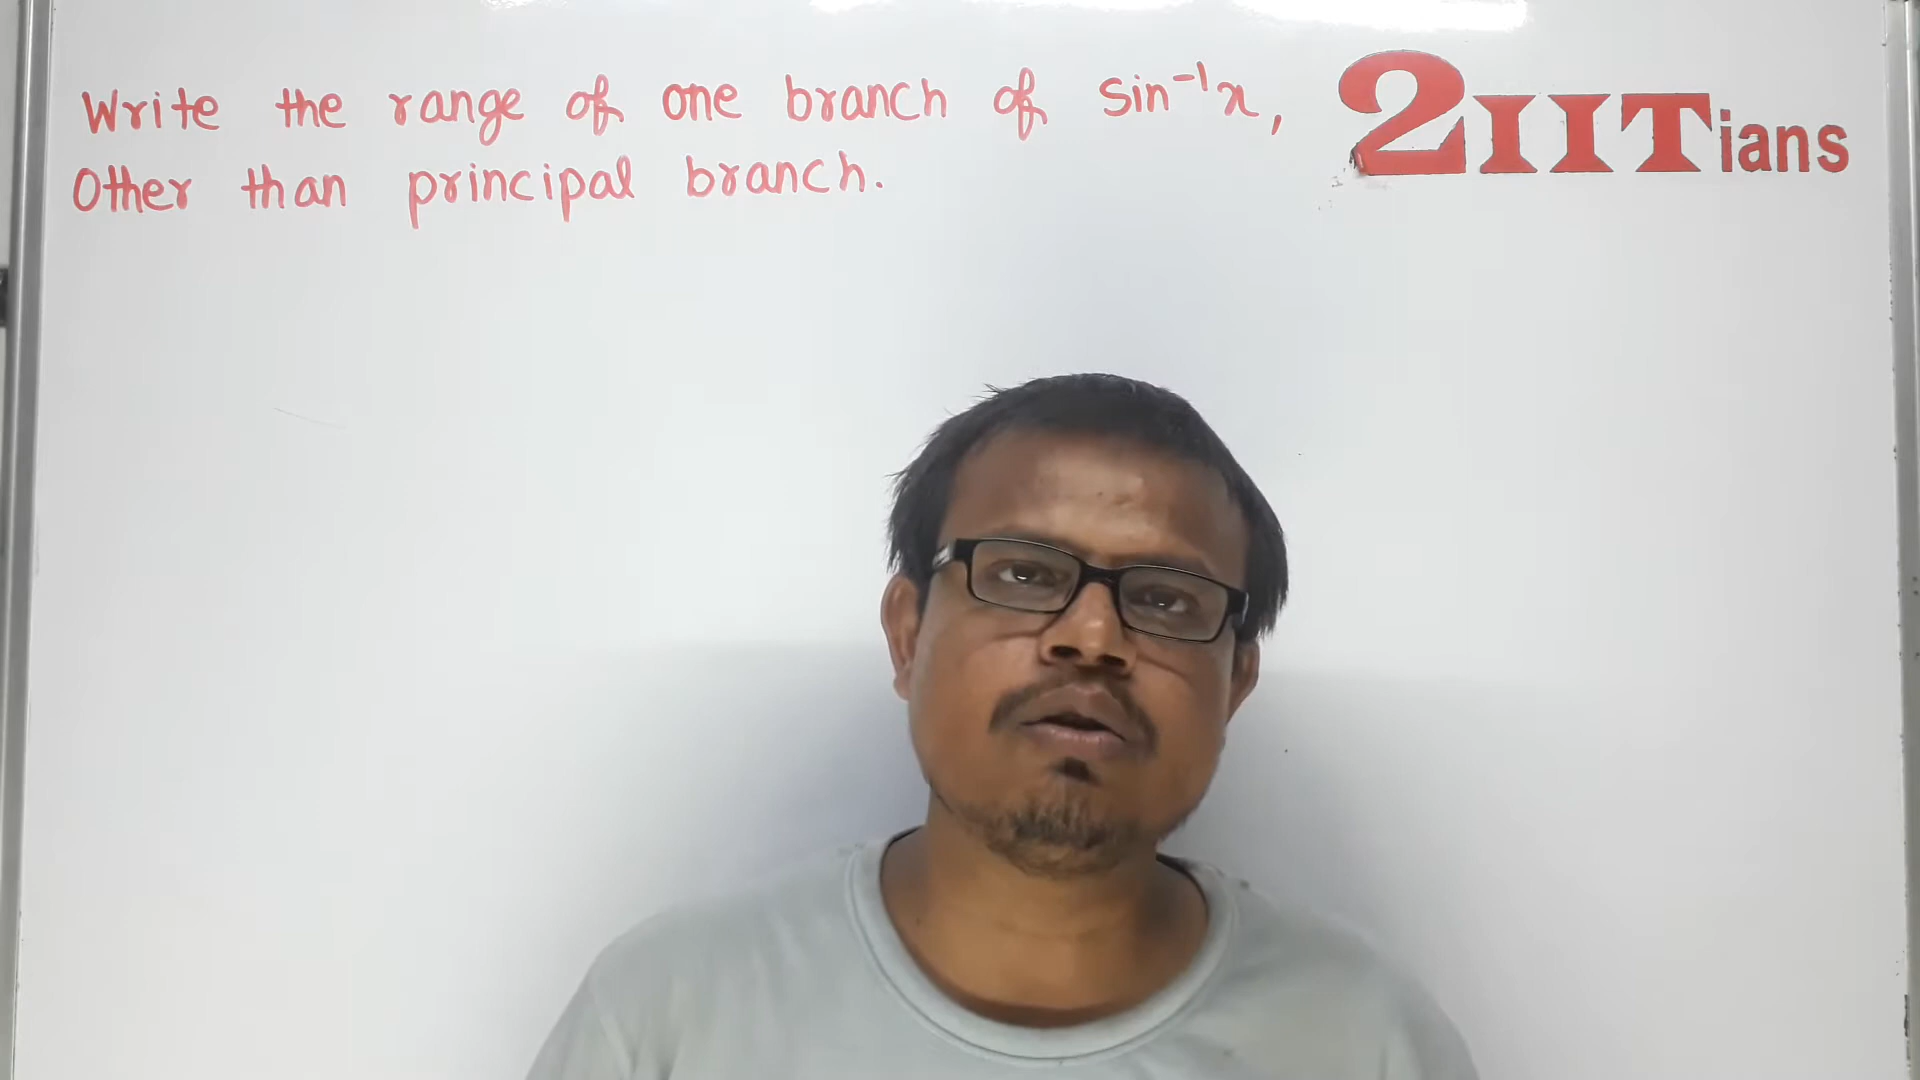 Write the range of one branch of sin⁻¹x,
Other than principal branch.
2IITians